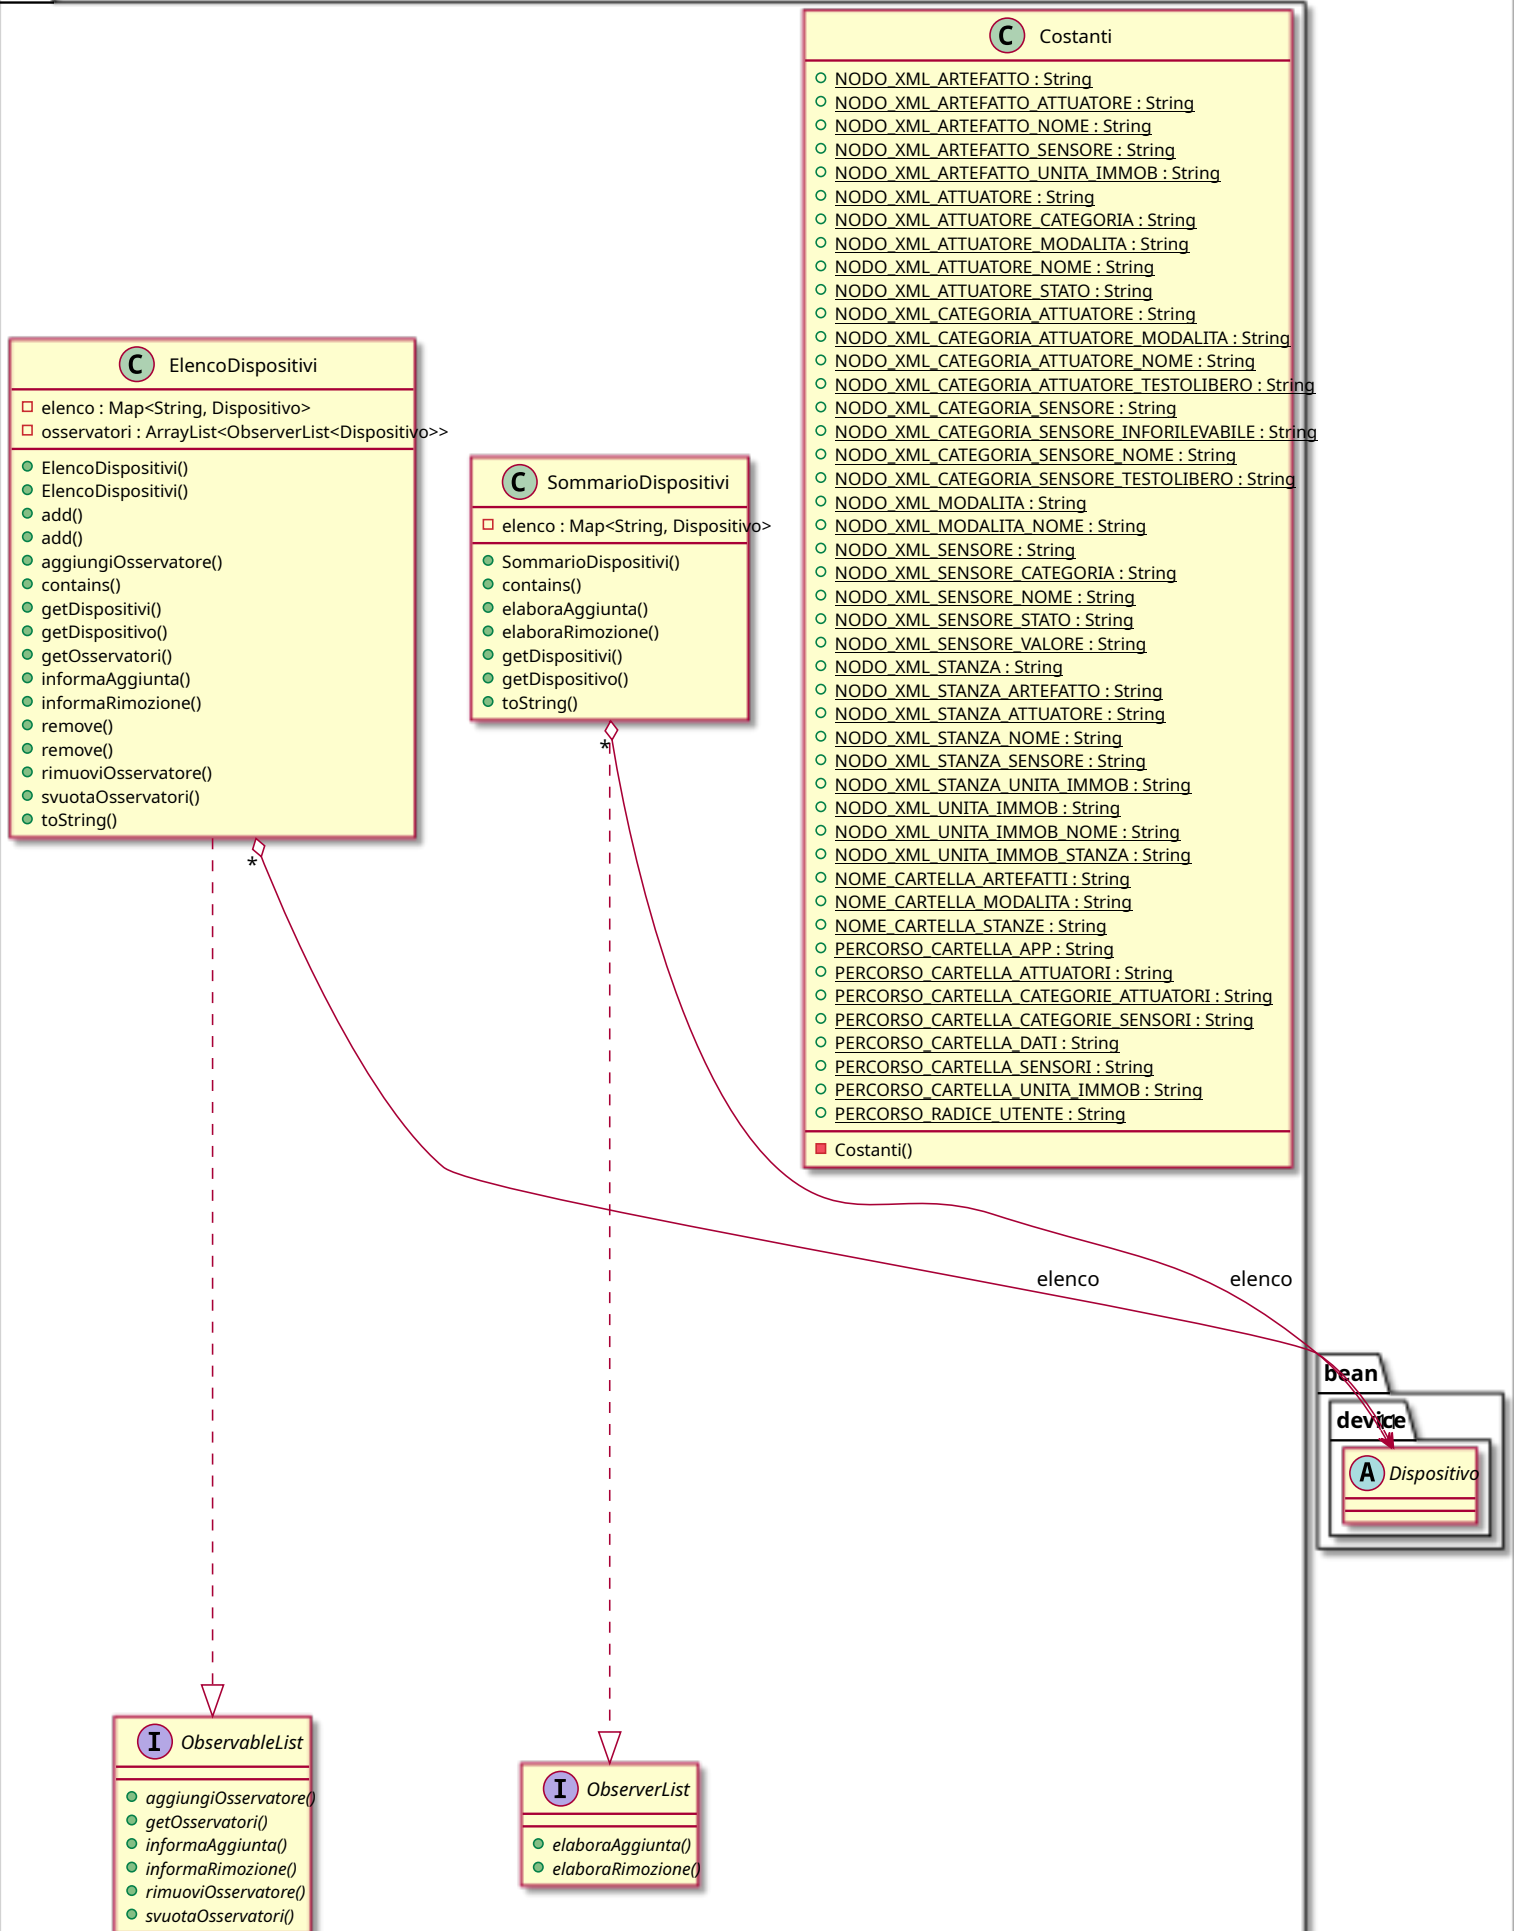 Costanti
NODO_XML_ARTEFATTO : String
NODO_XML_ARTEFATTO_ATTUATORE : String
NODO_XML_ARTEFATTO_NOME : String
NODO_XML_ARTEFATTO_SENSORE : String
NODO_XML_ARTEFATTO_UNITA_IMMOB : String
NODO_XML_ATTUATORE : String
NODO_XML_ATTUATORE_CATEGORIA : String
NODO_XML_ATTUATORE_MODALITA : String
NODO_XML_ATTUATORE_NOME : String
NODO_XML_ATTUATORE_STATO : String
NODO_XML_CATEGORIA_ATTUATORE : String
NODO_XML_CATEGORIA_ATTUATORE_MODALITA : String
NODO_XML_CATEGORIA_ATTUATORE_NOME : String
NODO_XML_CATEGORIA_ATTUATORE_TESTOLIBERO : String
NODO_XML_CATEGORIA_SENSORE : String
NODO_XML_CATEGORIA_SENSORE_INFORILEVABILE : String
NODO_XML_CATEGORIA_SENSORE_NOME : String
NODO_XML_CATEGORIA_SENSORE_TESTOLIBERO : String
NODO_XML_MODALITA : String
NODO_XML_MODALITA_NOME : String
NODO_XML_SENSORE : String
NODO_XML_SENSORE_CATEGORIA : String
NODO_XML_SENSORE_NOME : String
NODO_XML_SENSORE_STATO : String
NODO_XML_SENSORE_VALORE : String
NODO_XML_STANZA : String
NODO_XML_STANZA_ARTEFATTO : String
NODO_XML_STANZA_ATTUATORE : String
NODO_XML_STANZA_NOME : String
NODO_XML_STANZA_SENSORE : String
NODO_XML_STANZA_UNITA_IMMOB : String
NODO_XML_UNITA_IMMOB : String
NODO_XML_UNITA_IMMOB_NOME : String
NODO_XML_UNITA_IMMOB_STANZA : String
NOME_CARTELLA_ARTEFATTI : String
NOME_CARTELLA_MODALITA : String
NOME_CARTELLA_STANZE : String
PERCORSO_CARTELLA_APP : String
PERCORSO_CARTELLA_ATTUATORI : String
PERCORSO_CARTELLA_CATEGORIE_ATTUATORI : String
PERCORSO_CARTELLA_CATEGORIE_SENSORI : String
PERCORSO_CARTELLA_DATI : String
PERCORSO_CARTELLA_SENSORI : String
PERCORSO_CARTELLA_UNITA_IMMOB : String
PERCORSO_RADICE_UTENTE : String
Costanti()
ElencoDispositivi
elenco : Map<String, Dispositivo>
osservatori : ArrayList<ObserverList<Dispositivo>>
ElencoDispositivi()
ElencoDispositivi()
add()
add()
aggiungiOsservatore()
contains()
getDispositivi()
getDispositivo()
getOsservatori()
informaAggiunta()
informaRimozione()
remove()
remove()
rimuoviOsservatore()
svuotaOsservatori()
toString()
*
SommarioDispositivi
elenco : Map<String, Dispositivo>
SommarioDispositivi()
contains()
elaboraAggiunta()
elaboraRimozione()
getDispositivi()
getDispositivo()
toString()
*
elenco
elenco
bean
device
Dispositivo
ObservableList
aggiungiOsservatore()
getOsservatori()
informaAggiunta()
informaRimozione()
rimuoviOsservatore()
svuotaOsservatori()
ObserverList
elaboraAggiunta()
elaboraRimozione()